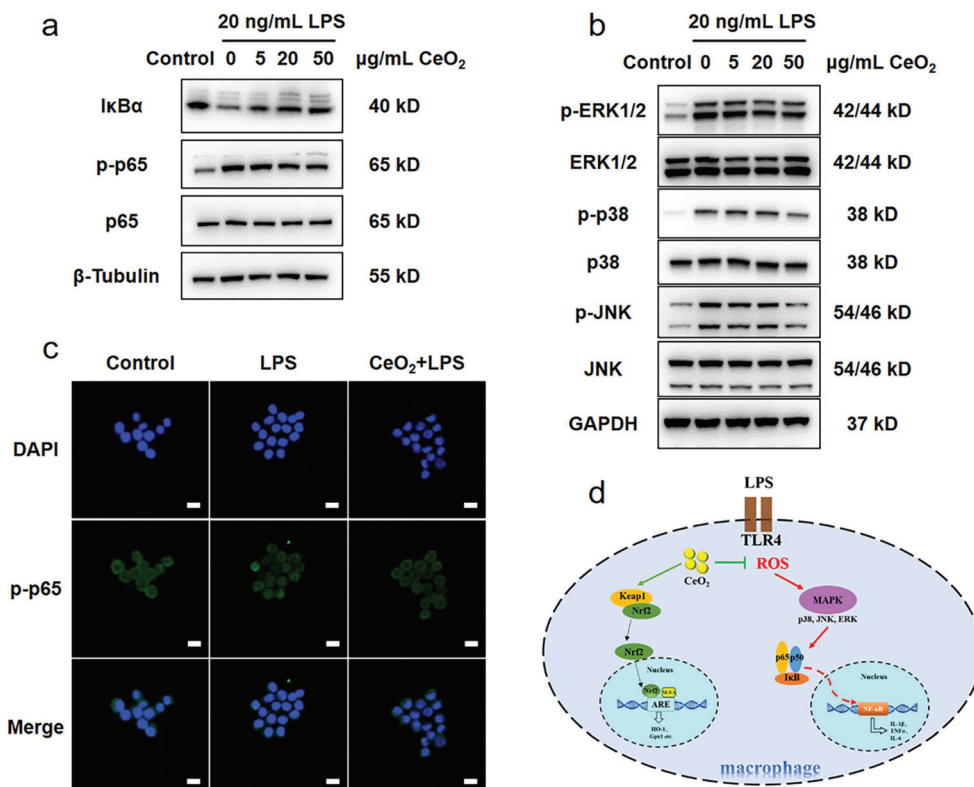 a
20 ng/mL LPS
Control 0 5 20 50 µg/mL CeO₂
IκBα 40 kD
p-p65 65 kD
p65 65 kD
β-Tubulin 55 kD
b
20 ng/mL LPS
Control 0 5 20 50 µg/mL CeO₂
p-ERK1/2 42/44 kD
ERK1/2 42/44 kD
p-p38 38 kD
p38 38 kD
p-JNK 54/46 kD
JNK 54/46 kD
GAPDH 37 kD
c
Control LPS CeO₂+LPS
DAPI
p-p65
Merge
d
LPS
TLR4
CeO₂
ROS
Keap1
Nrf2
MAPK
p38, JNK, ERK
Nrf2
p65 p50
IκB
Nucleus
Nrf2
ARE
HO-1,
Gpx1 etc.
Nucleus
NF-κB
IL-1β,
TNFα,
IL-6
macrophage